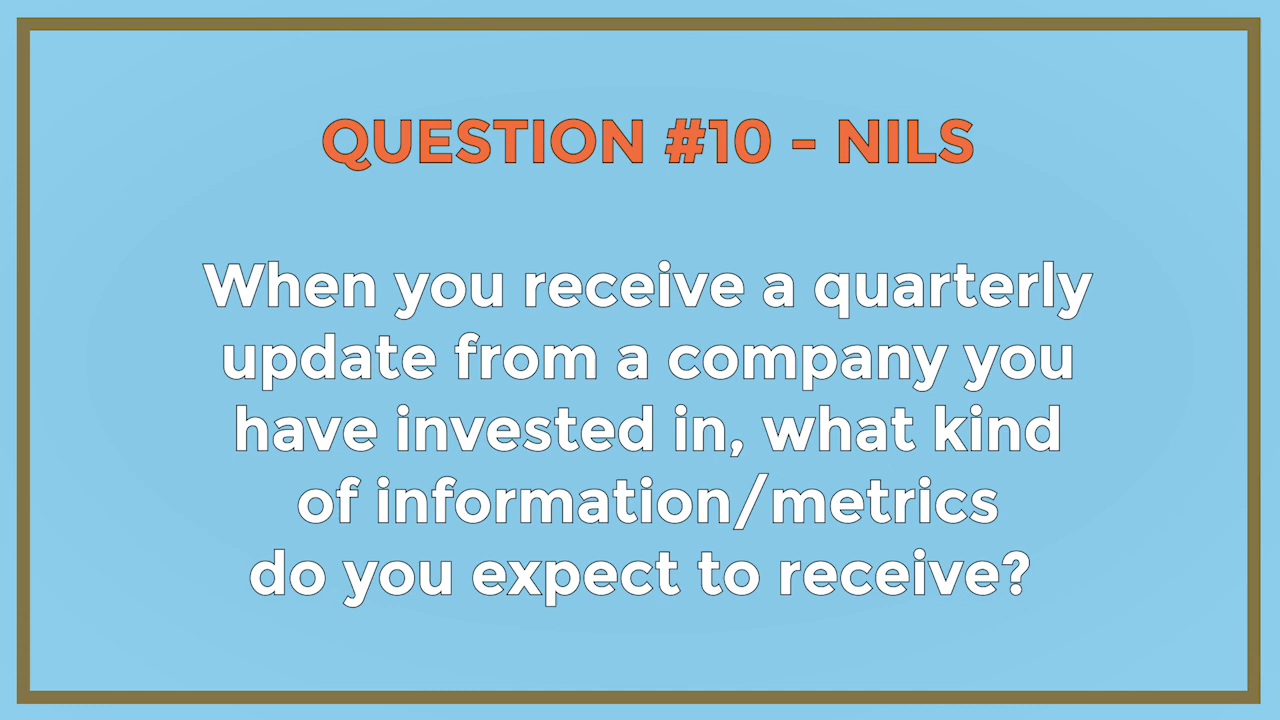 QUESTION #10 - NILS
When you receive a quarterly
update from a company you
have invested in, what kind
of information/metrics
do you expect to receive?